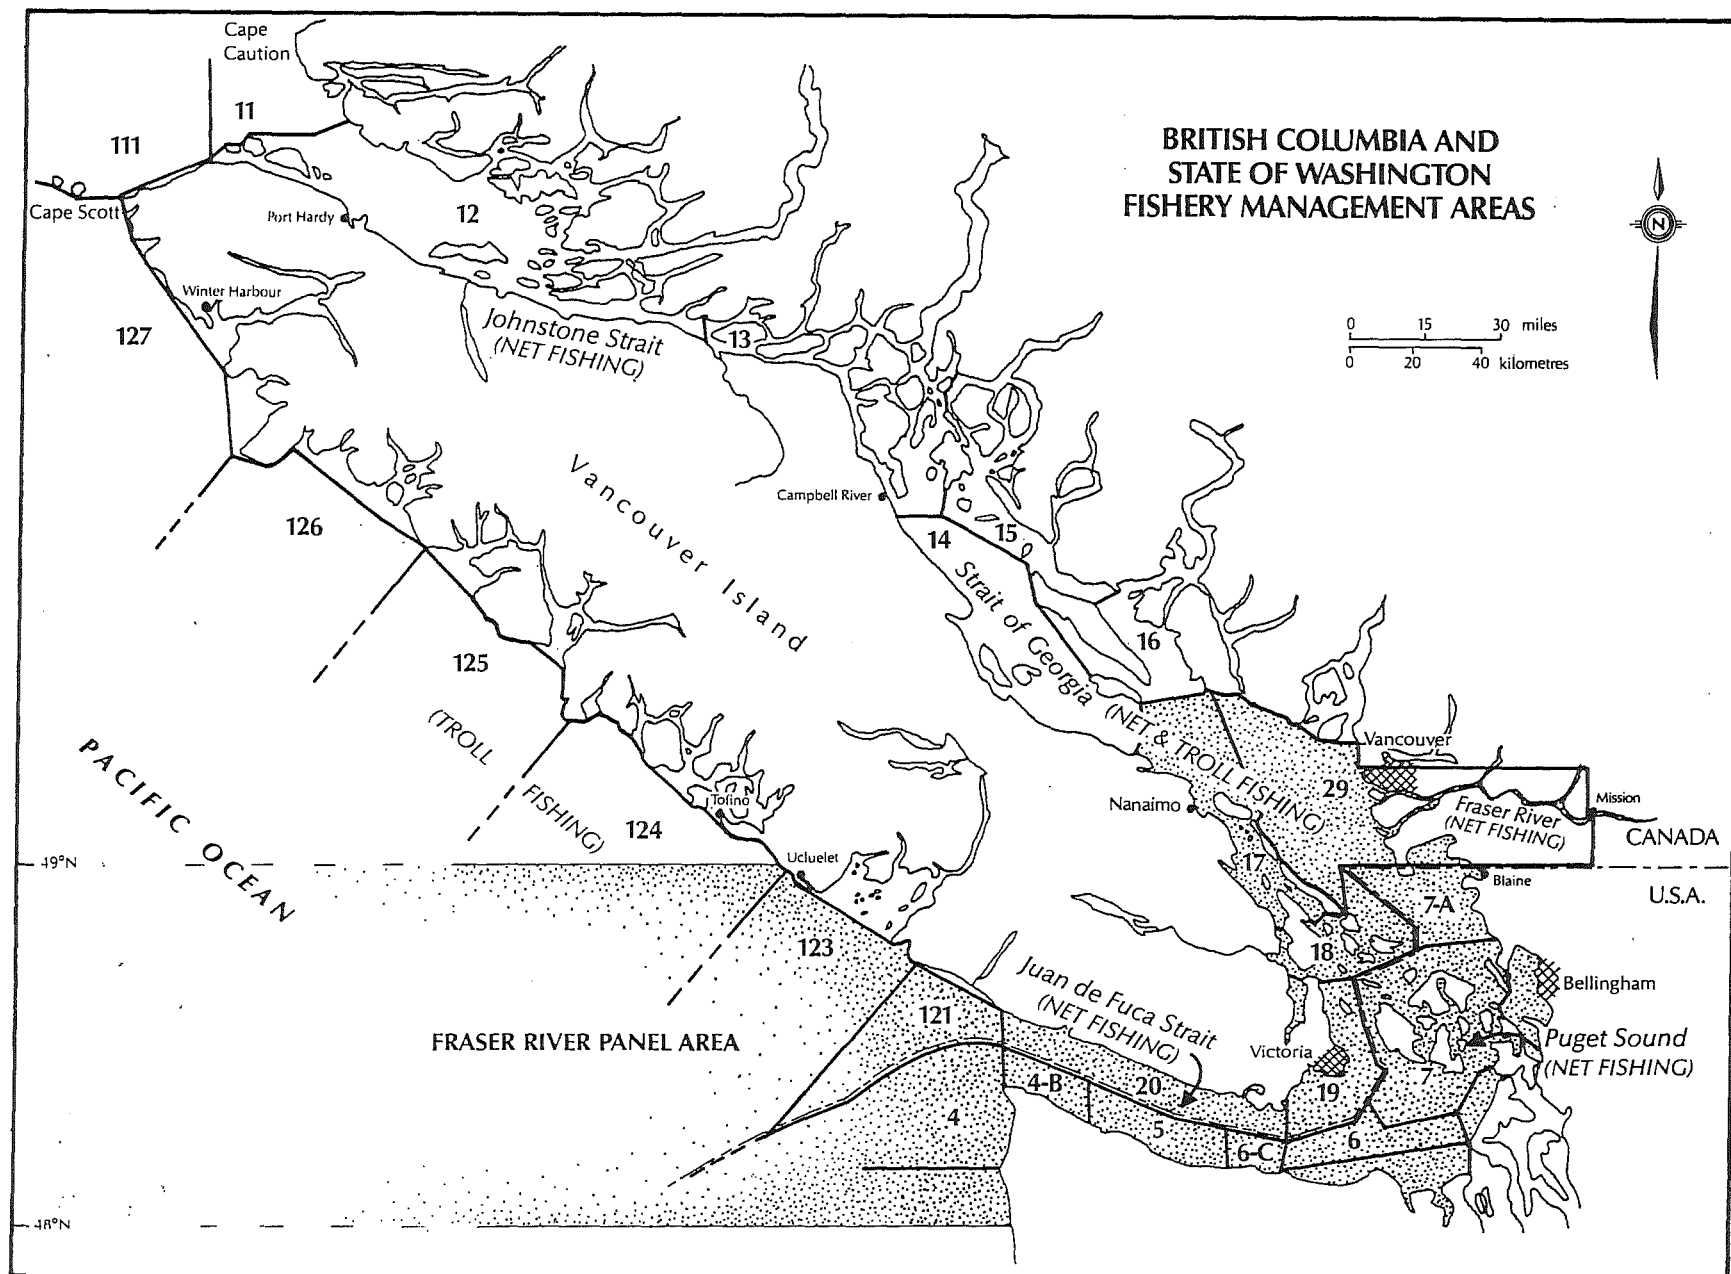 Cape
Caution
11
111
BRITISH COLUMBIA AND
STATE OF WASHINGTON
FISHERY MANAGEMENT AREAS
N
Cape Scott
Port Hardy
12
Winter Harbour
127
Johnstone Strait
(NET FISHING)
13
0 15 30 miles
0 20 40 kilometres
Vancouver Island
Campbell River
126
14
15
Strait of Georgia
(NET & TROLL FISHING)
16
125
(TROLL
FISHING)
PACIFIC OCEAN
Vancouver
29
Tofino
124
Nanaimo
Mission
Fraser River
(NET FISHING)
CANADA
49°N
Ucluelet
17
Blaine
U.S.A.
7-A
123
18
Juan de Fuca Strait
(NET FISHING)
Bellingham
121
FRASER RIVER PANEL AREA
Victoria
Puget Sound
(NET FISHING)
4-B
20
19
7
4
5
6-C
6
48°N